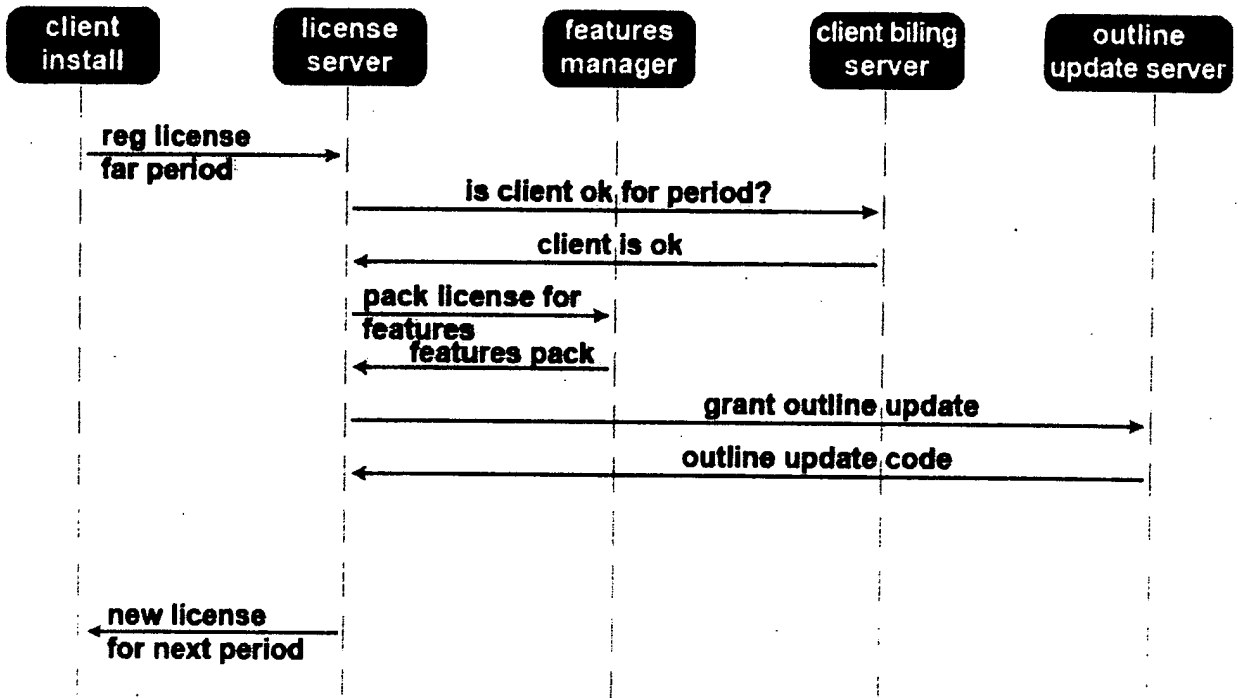 client
install
license
server
features
manager
client biling
server
outline
update server
reg license
far period
is client ok for period?
client is ok
pack license for
features
features pack
grant outline update
outline update code
new license
for next period